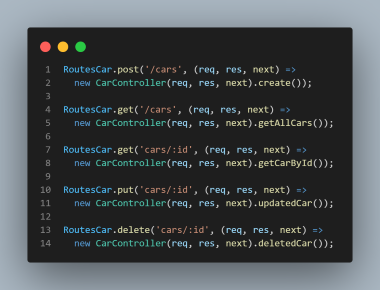 1 RoutesCar.post('/cars', (req, res, next) =>
2   new CarController(req, res, next).create());
3
4 RoutesCar.get('/cars', (req, res, next) =>
5   new CarController(req, res, next).getAllCars());
6
7 RoutesCar.get('cars/:id', (req, res, next) =>
8   new CarController(req, res, next).getCarById());
9
10 RoutesCar.put('cars/:id', (req, res, next) =>
11   new CarController(req, res, next).updatedCar());
12
13 RoutesCar.delete('cars/:id', (req, res, next) =>
14   new CarController(req, res, next).deletedCar());